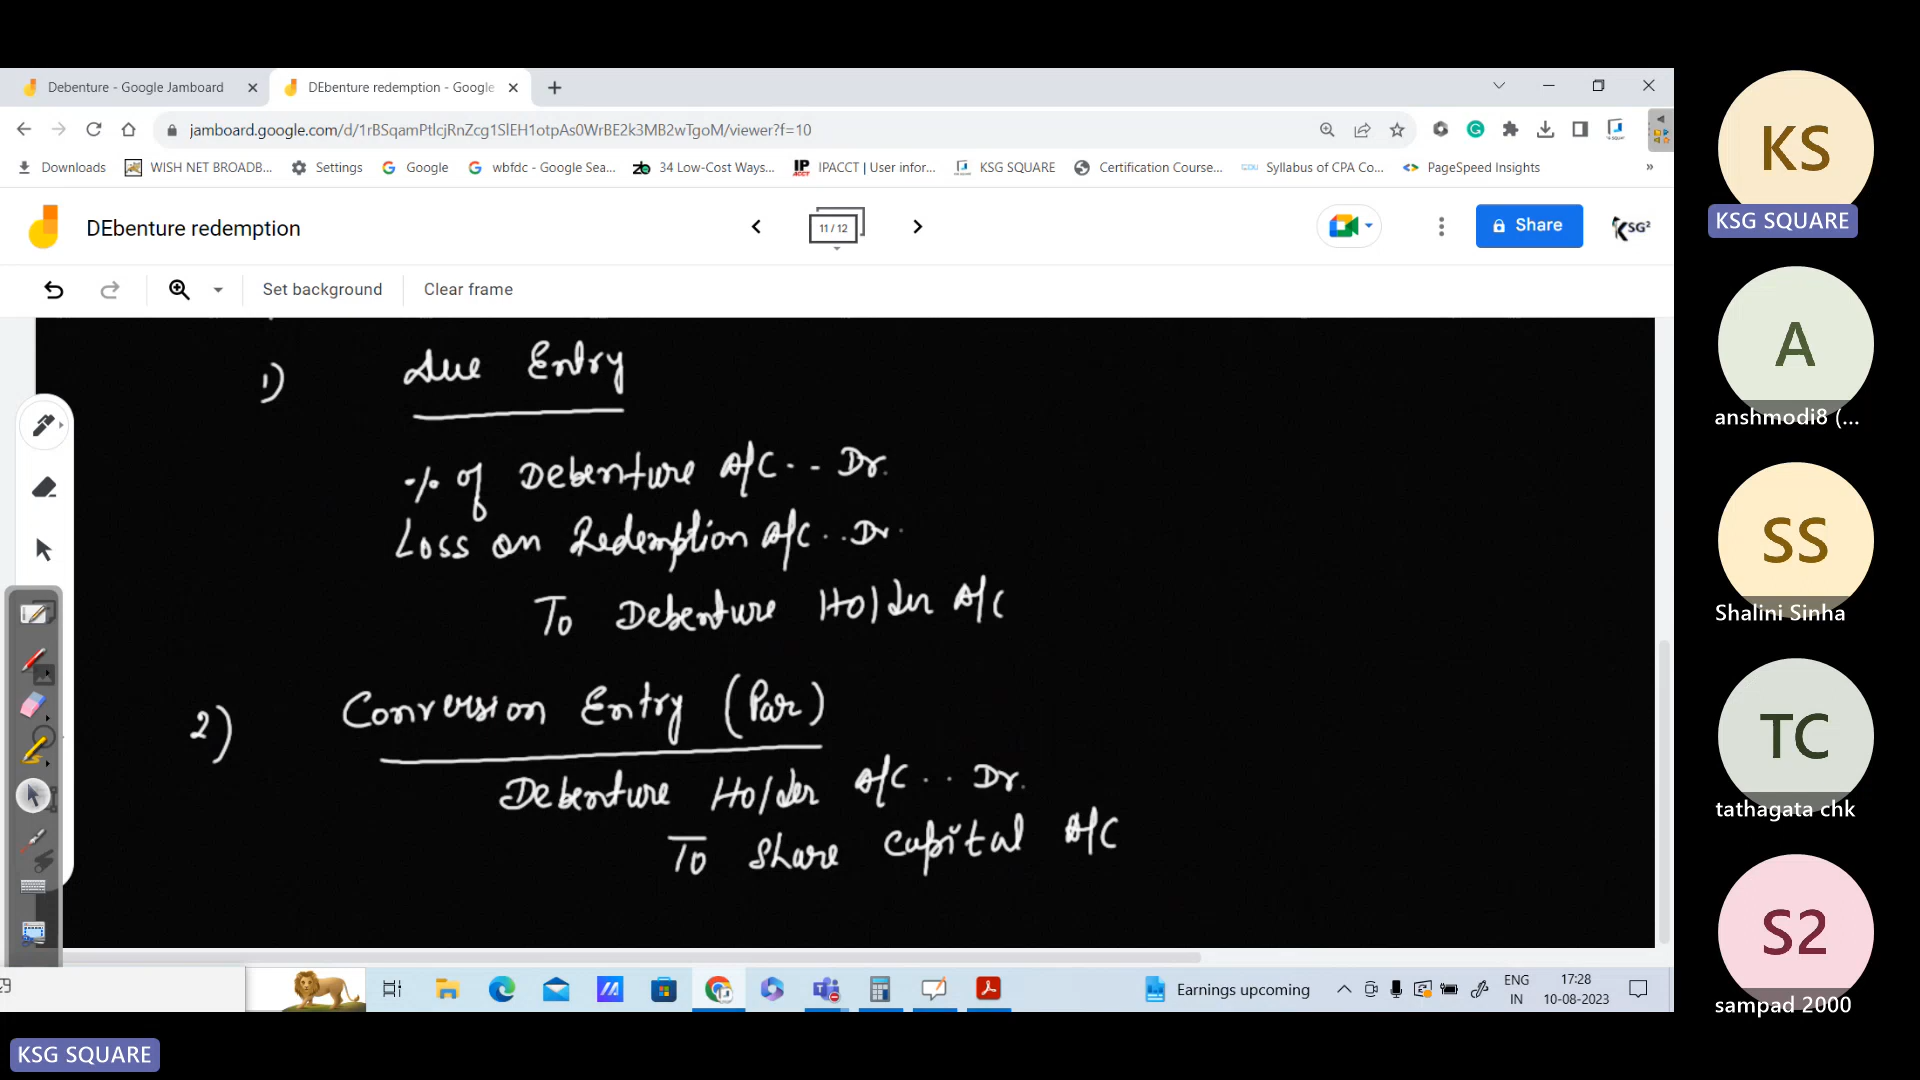 Debenture - Google Jamboard
DEbenture redemption - Google
jamboard.google.com/d/1rBSqamPtlcjRnZcg1SlEH1otpAs0WrBE2k3MB2wTgoM/viewer?f=10
Downloads WISH NET BROADB... Settings Google wbfdc - Google Sea... 34 Low-Cost Ways... IPACCT | User infor... KSG SQUARE Certification Course... Syllabus of CPA Co... PageSpeed Insights »
DEbenture redemption
11 / 12
Share
KSG²
Set background Clear frame
1) Due Entry
% of Debenture A/C .. Dr.
Loss on Redemption A/C .. Dr.
To Debenture Holder A/C
2) Conversion Entry (Par)
Debenture Holder A/C .. Dr.
To Share Capital A/C
Earnings upcoming
ENG
IN
17:28
10-08-2023
KS
KSG SQUARE
A
anshmodi8 (...
SS
Shalini Sinha
TC
tathagata chk
S2
sampad 2000
KSG SQUARE